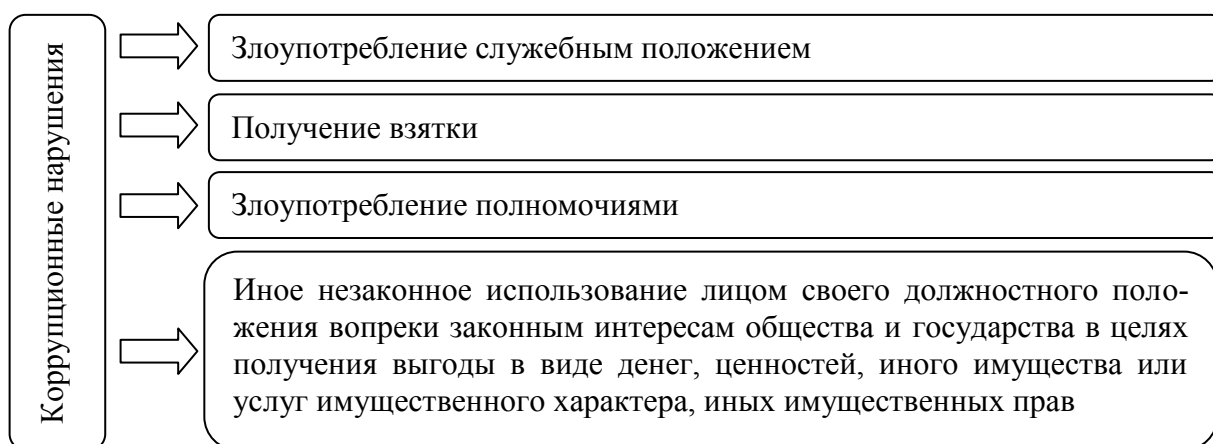 Коррупционные нарушения
Злоупотребление служебным положением
Получение взятки
Злоупотребление полномочиями
Иное незаконное использование лицом своего должностного поло-
жения вопреки законным интересам общества и государства в целях
получения выгоды в виде денег, ценностей, иного имущества или
услуг имущественного характера, иных имущественных прав